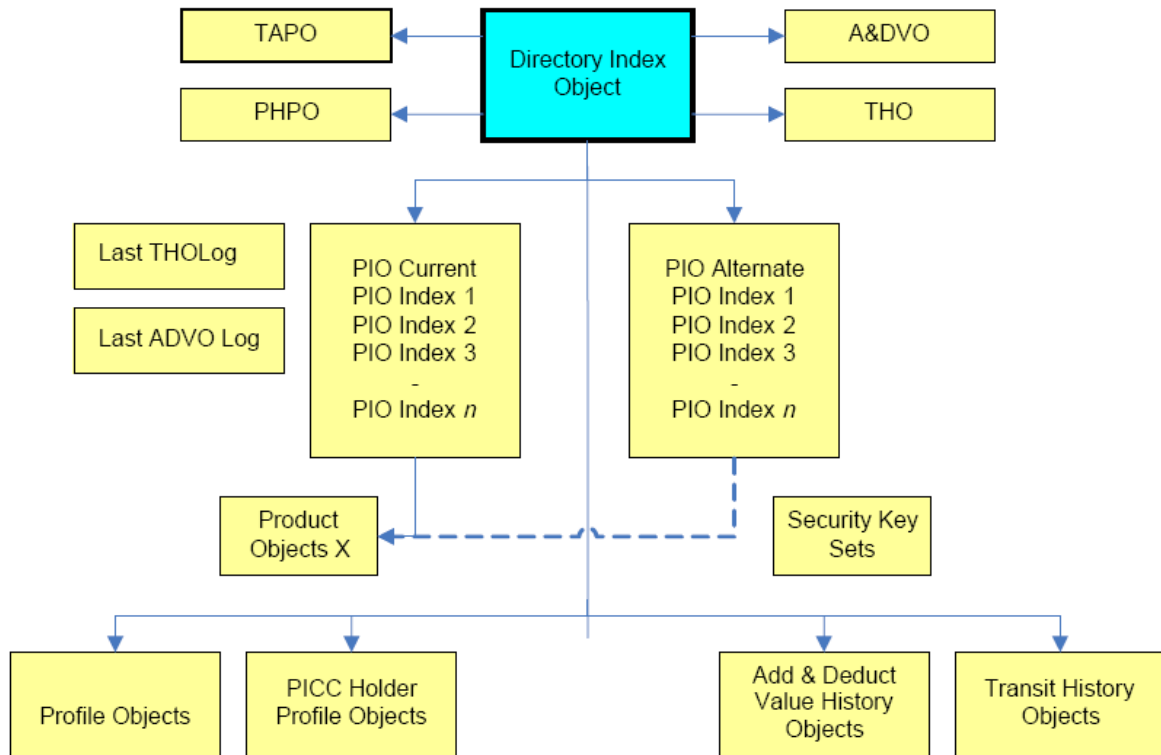 TAPO
Directory Index
Object
A&DVO
PHPO
THO
Last THOLog
Last ADVO Log
PIO Current
PIO Index 1
PIO Index 2
PIO Index 3
-
PIO Index n
PIO Alternate
PIO Index 1
PIO Index 2
PIO Index 3
-
PIO Index n
Product
Objects X
Security Key
Sets
Profile Objects
PICC Holder
Profile Objects
Add & Deduct
Value History
Objects
Transit History
Objects